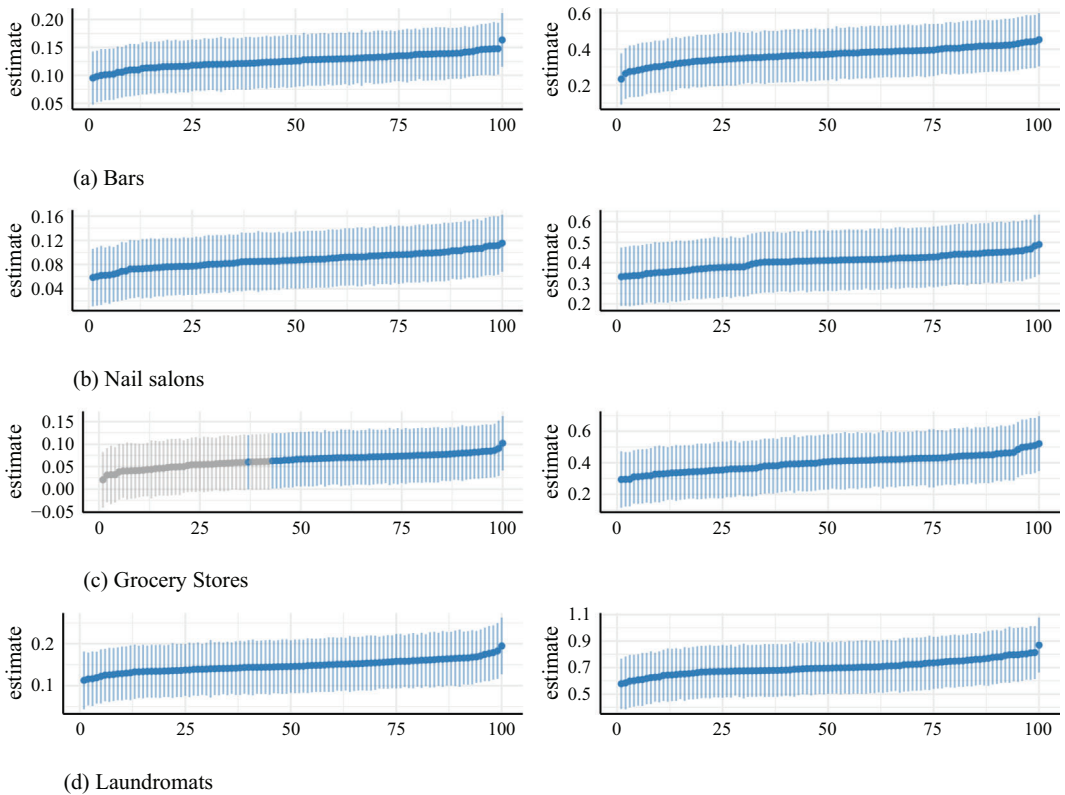 estimate
0.20
0.15
0.10
0.05
0 25 50 75 100
estimate
0.6
0.4
0.2
0 25 50 75 100
(a) Bars
estimate
0.16
0.12
0.08
0.04
0 25 50 75 100
estimate
0.6
0.5
0.4
0.3
0.2
0 25 50 75 100
(b) Nail salons
estimate
0.15
0.10
0.05
0.00
−0.05
0 25 50 75 100
estimate
0.6
0.4
0.2
0 25 50 75 100
(c) Grocery Stores
estimate
0.2
0.1
0 25 50 75 100
estimate
1.1
0.9
0.7
0.5
0 25 50 75 100
(d) Laundromats